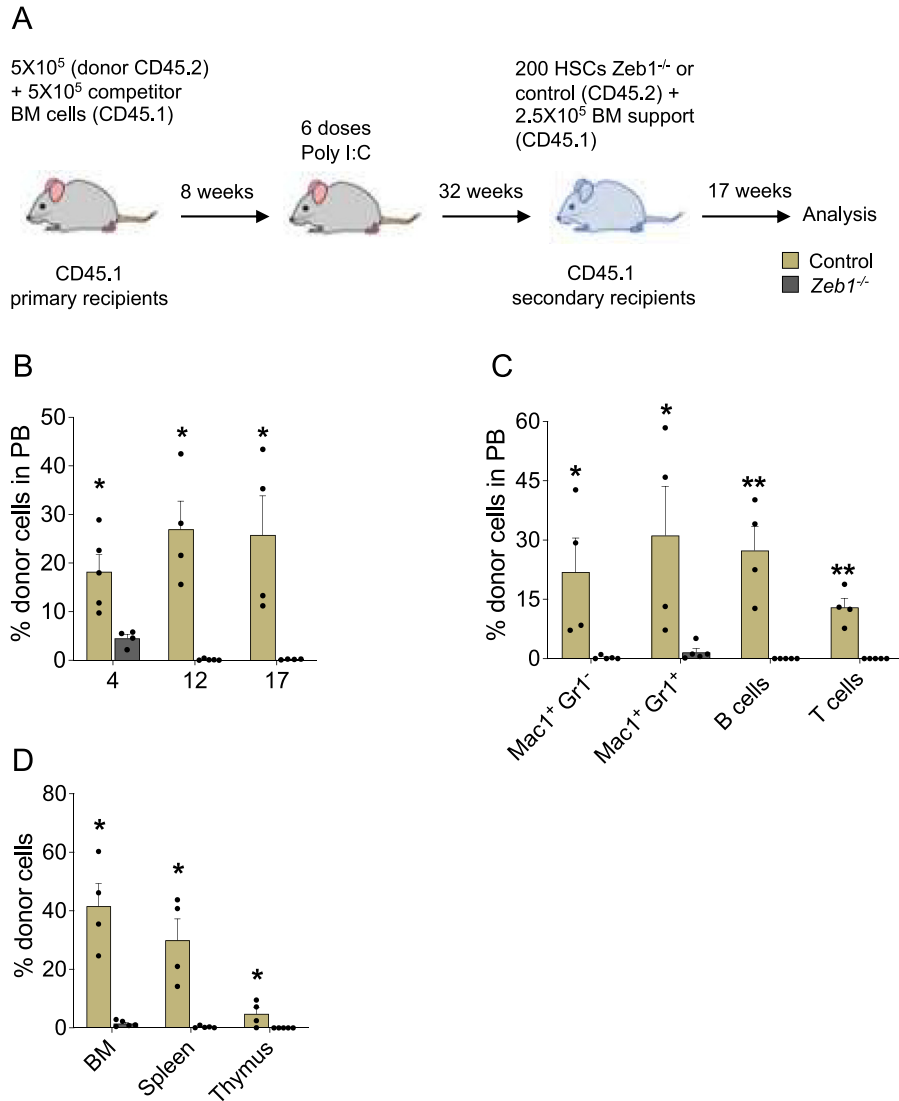 A
5X10⁵ (donor CD45.2)
+ 5X10⁵ competitor
BM cells (CD45.1)
6 doses
Poly I:C
200 HSCs Zeb1⁻/⁻ or
control (CD45.2) +
2.5X10⁵ BM support
(CD45.1)
8 weeks
32 weeks
17 weeks
Analysis
CD45.1
primary recipients
CD45.1
secondary recipients
Control
Zeb1⁻/⁻
B
% donor cells in PB
50
40
30
20
10
0
* * *
4 12 17
C
% donor cells in PB
60
45
30
15
0
* * ** **
Mac1⁺ Gr1⁻
Mac1⁺ Gr1⁺
B cells
T cells
D
% donor cells
80
60
40
20
0
* * *
BM
Spleen
Thymus